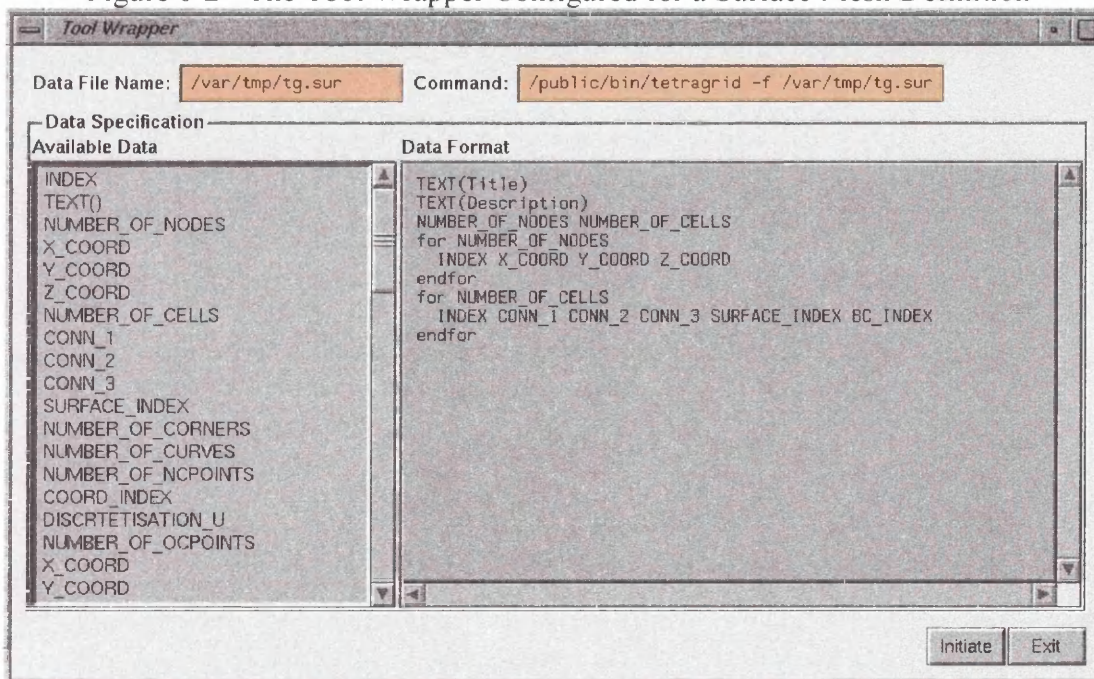 Tool Wrapper
Data File Name: /var/tmp/tg.sur Command: /public/bin/tetragrid -f /var/tmp/tg.sur
Data Specification
Available Data
INDEX
TEXT()
NUMBER_OF_NODES
X_COORD
Y_COORD
Z_COORD
NUMBER_OF_CELLS
CONN_1
CONN_2
CONN_3
SURFACE_INDEX
NUMBER_OF_CORNERS
NUMBER_OF_CURVES
NUMBER_OF_NCPOINTS
COORD_INDEX
DISCRTETISATION_U
NUMBER_OF_OCPOINTS
X_COORD
Y_COORD
Data Format
TEXT(Title)
TEXT(Description)
NUMBER_OF_NODES NUMBER_OF_CELLS
for NUMBER_OF_NODES
INDEX X_COORD Y_COORD Z_COORD
endfor
for NUMBER_OF_CELLS
INDEX CONN_1 CONN_2 CONN_3 SURFACE_INDEX BC_INDEX
endfor
Initiate Exit